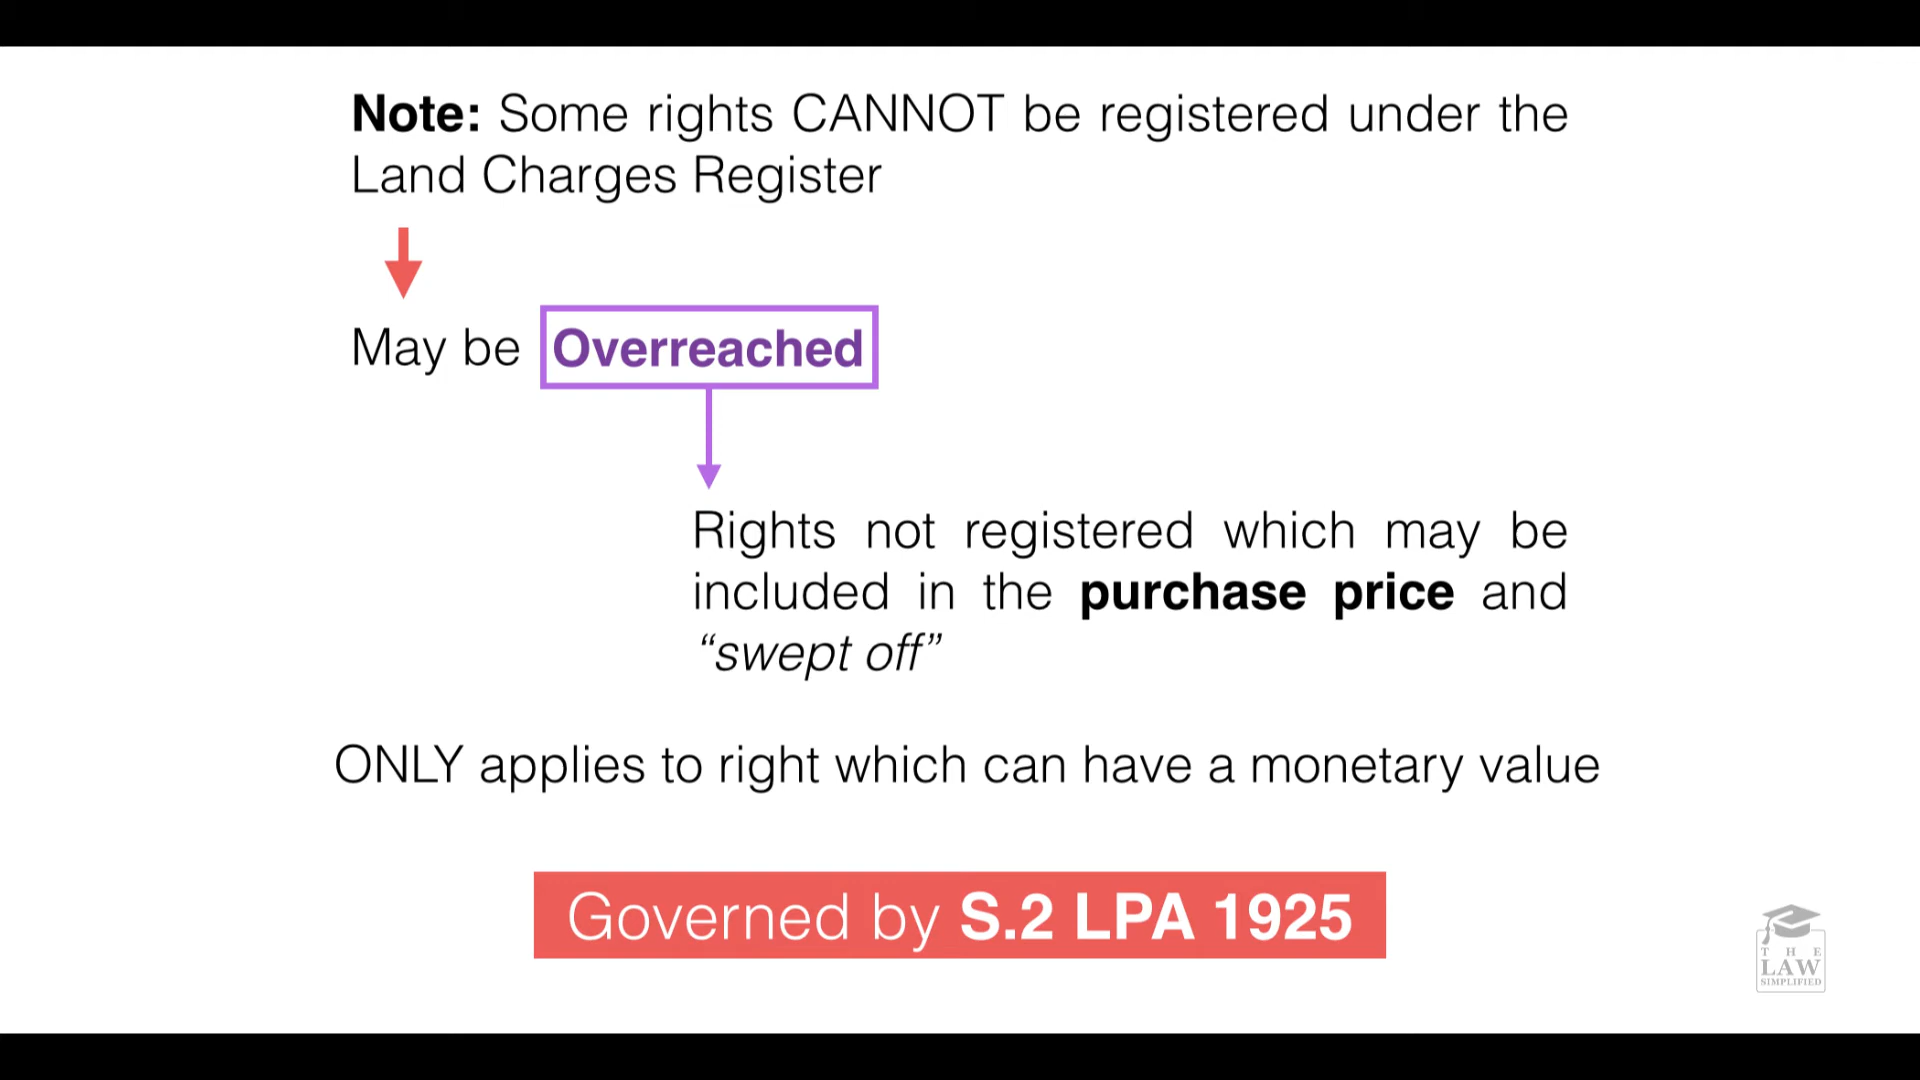 Note: Some rights CANNOT be registered under the
Land Charges Register
May be Overreached
Rights not registered which may be
included in the purchase price and
“swept off”
ONLY applies to right which can have a monetary value
Governed by S.2 LPA 1925
THE
LAW
SIMPLIFIED